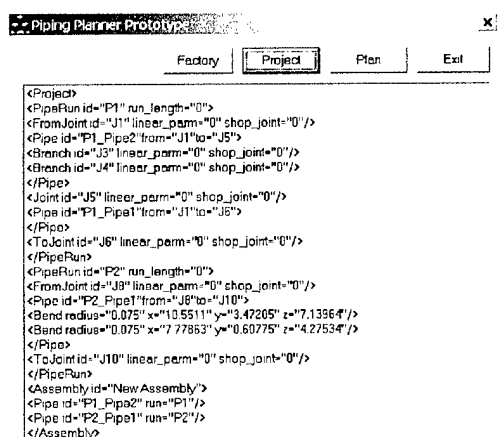 Piping Planner Prototype
x
Factory Project Plan Exit
<Project>
<PipeRun id="P1" run_length="0">
<FromJoint id="J1" linear_parm="0" shop_joint="0"/>
<Pipe id="P1_Pipe2"from="J1"to="J5">
<Branch id="J3" linear_parm="0" shop_joint="0"/>
<Branch id="J4" linear_parm="0" shop_joint="0"/>
</Pipe>
<Joint id="J5" linear_parm="0" shop_joint="0"/>
<Pipe id="P1_Pipe1"from="J1"to="J6">
</Pipe>
<ToJoint id="J6" linear_parm="0" shop_joint="0"/>
</PipeRun>
<PipeRun id="P2" run_length="0">
<FromJoint id="J8" linear_parm="0" shop_joint="0"/>
<Pipe id="P2_Pipe1"from="J8"to="J10">
<Bend radius="0.075" x="10.5511" y="3.47205" z="7.13964"/>
<Bend radius="0.075" x="7.77863" y="0.60775" z="4.27534"/>
</Pipe>
<ToJoint id="J10" linear_parm="0" shop_joint="0"/>
</PipeRun>
<Assembly id="New Assembly">
<Pipe id="P1_Pipe2" run="P1"/>
<Pipe id="P2_Pipe1" run="P2"/>
</Assembly>